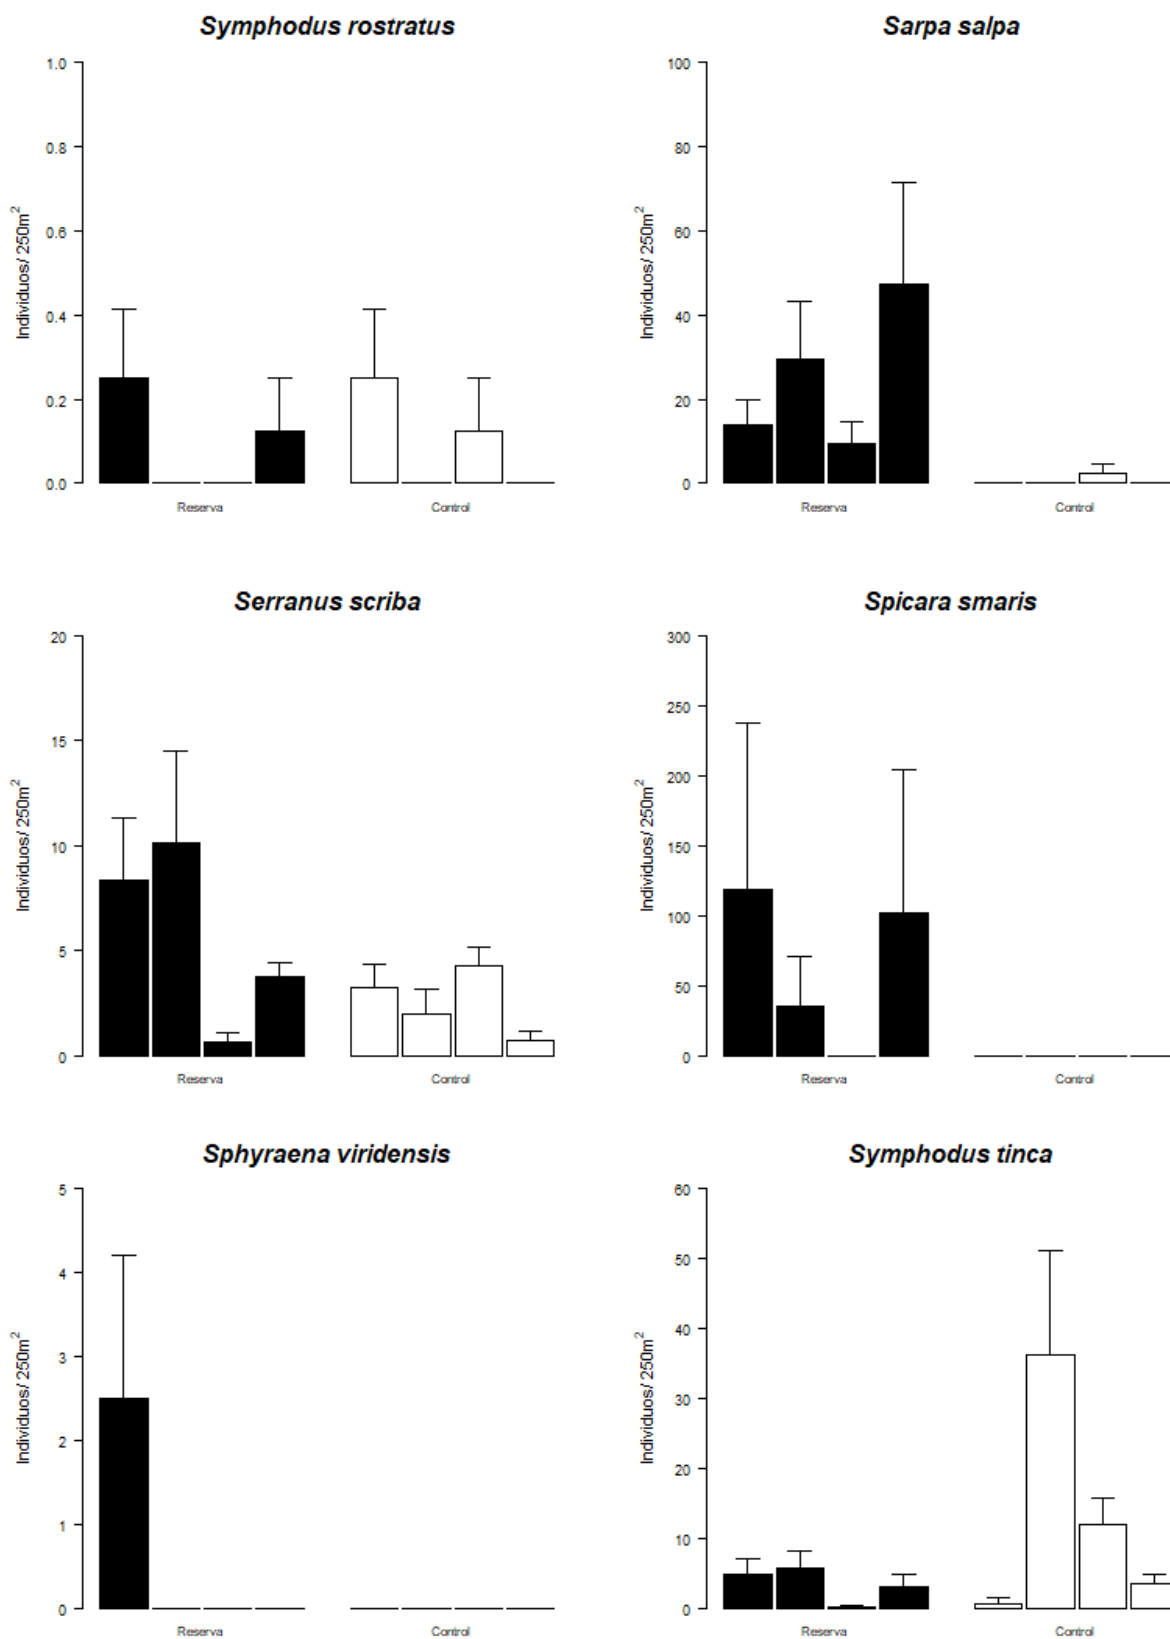 Symphodus rostratus
1.0
0.8
0.6
0.4
0.2
0.0
Individuos/ 250m²
Reserva
Control
Sarpa salpa
100
80
60
40
20
0
Individuos/ 250m²
Reserva
Control
Serranus scriba
20
15
10
5
0
Individuos/ 250m²
Reserva
Control
Spicara smaris
300
250
200
150
100
50
0
Individuos/ 250m²
Reserva
Control
Sphyraena viridensis
5
4
3
2
1
0
Individuos/ 250m²
Reserva
Control
Symphodus tinca
60
50
40
30
20
10
0
Individuos/ 250m²
Reserva
Control